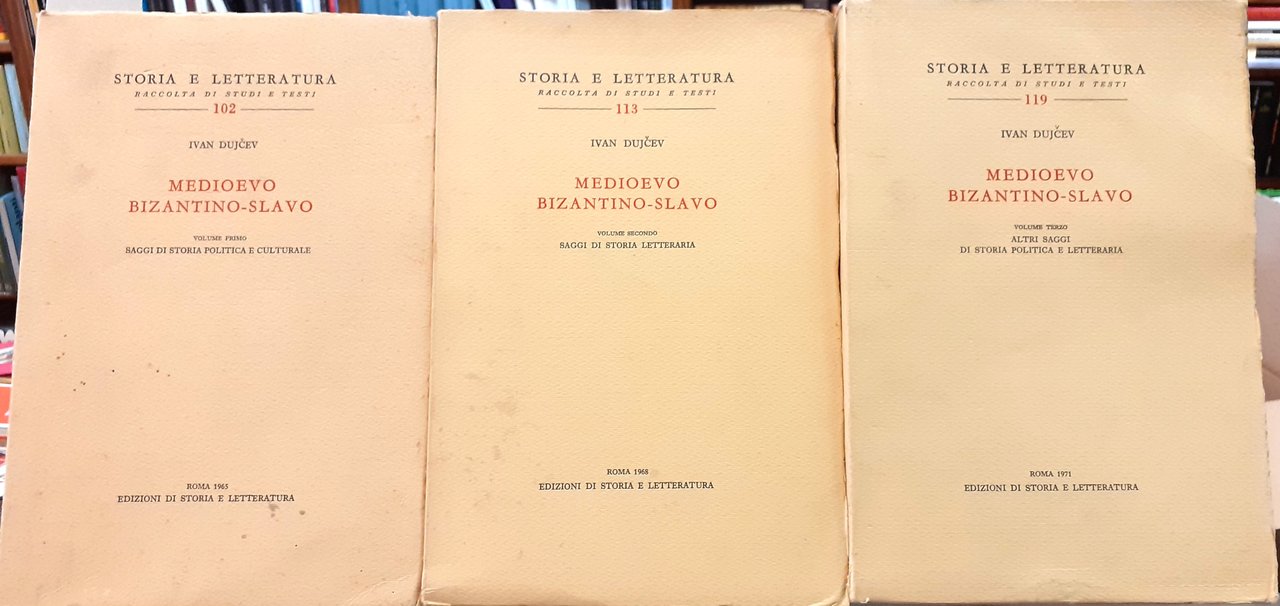 STORIA E LETTERATURA
RACCOLTA DI STUDI E TESTI
102
IVAN DUJČEV
MEDIOEVO
BIZANTINO-SLAVO
VOLUME PRIMO
SAGGI DI STORIA POLITICA E CULTURALE
ROMA 1965
EDIZIONI DI STORIA E LETTERATURA
STORIA E LETTERATURA
RACCOLTA DI STUDI E TESTI
113
IVAN DUJČEV
MEDIOEVO
BIZANTINO-SLAVO
VOLUME SECONDO
SAGGI DI STORIA LETTERARIA
ROMA 1968
EDIZIONI DI STORIA E LETTERATURA
STORIA E LETTERATURA
RACCOLTA DI STUDI E TESTI
119
IVAN DUJČEV
MEDIOEVO
BIZANTINO-SLAVO
VOLUME TERZO
ALTRI SAGGI
DI STORIA POLITICA E LETTERARIA
ROMA 1971
EDIZIONI DI STORIA E LETTERATURA